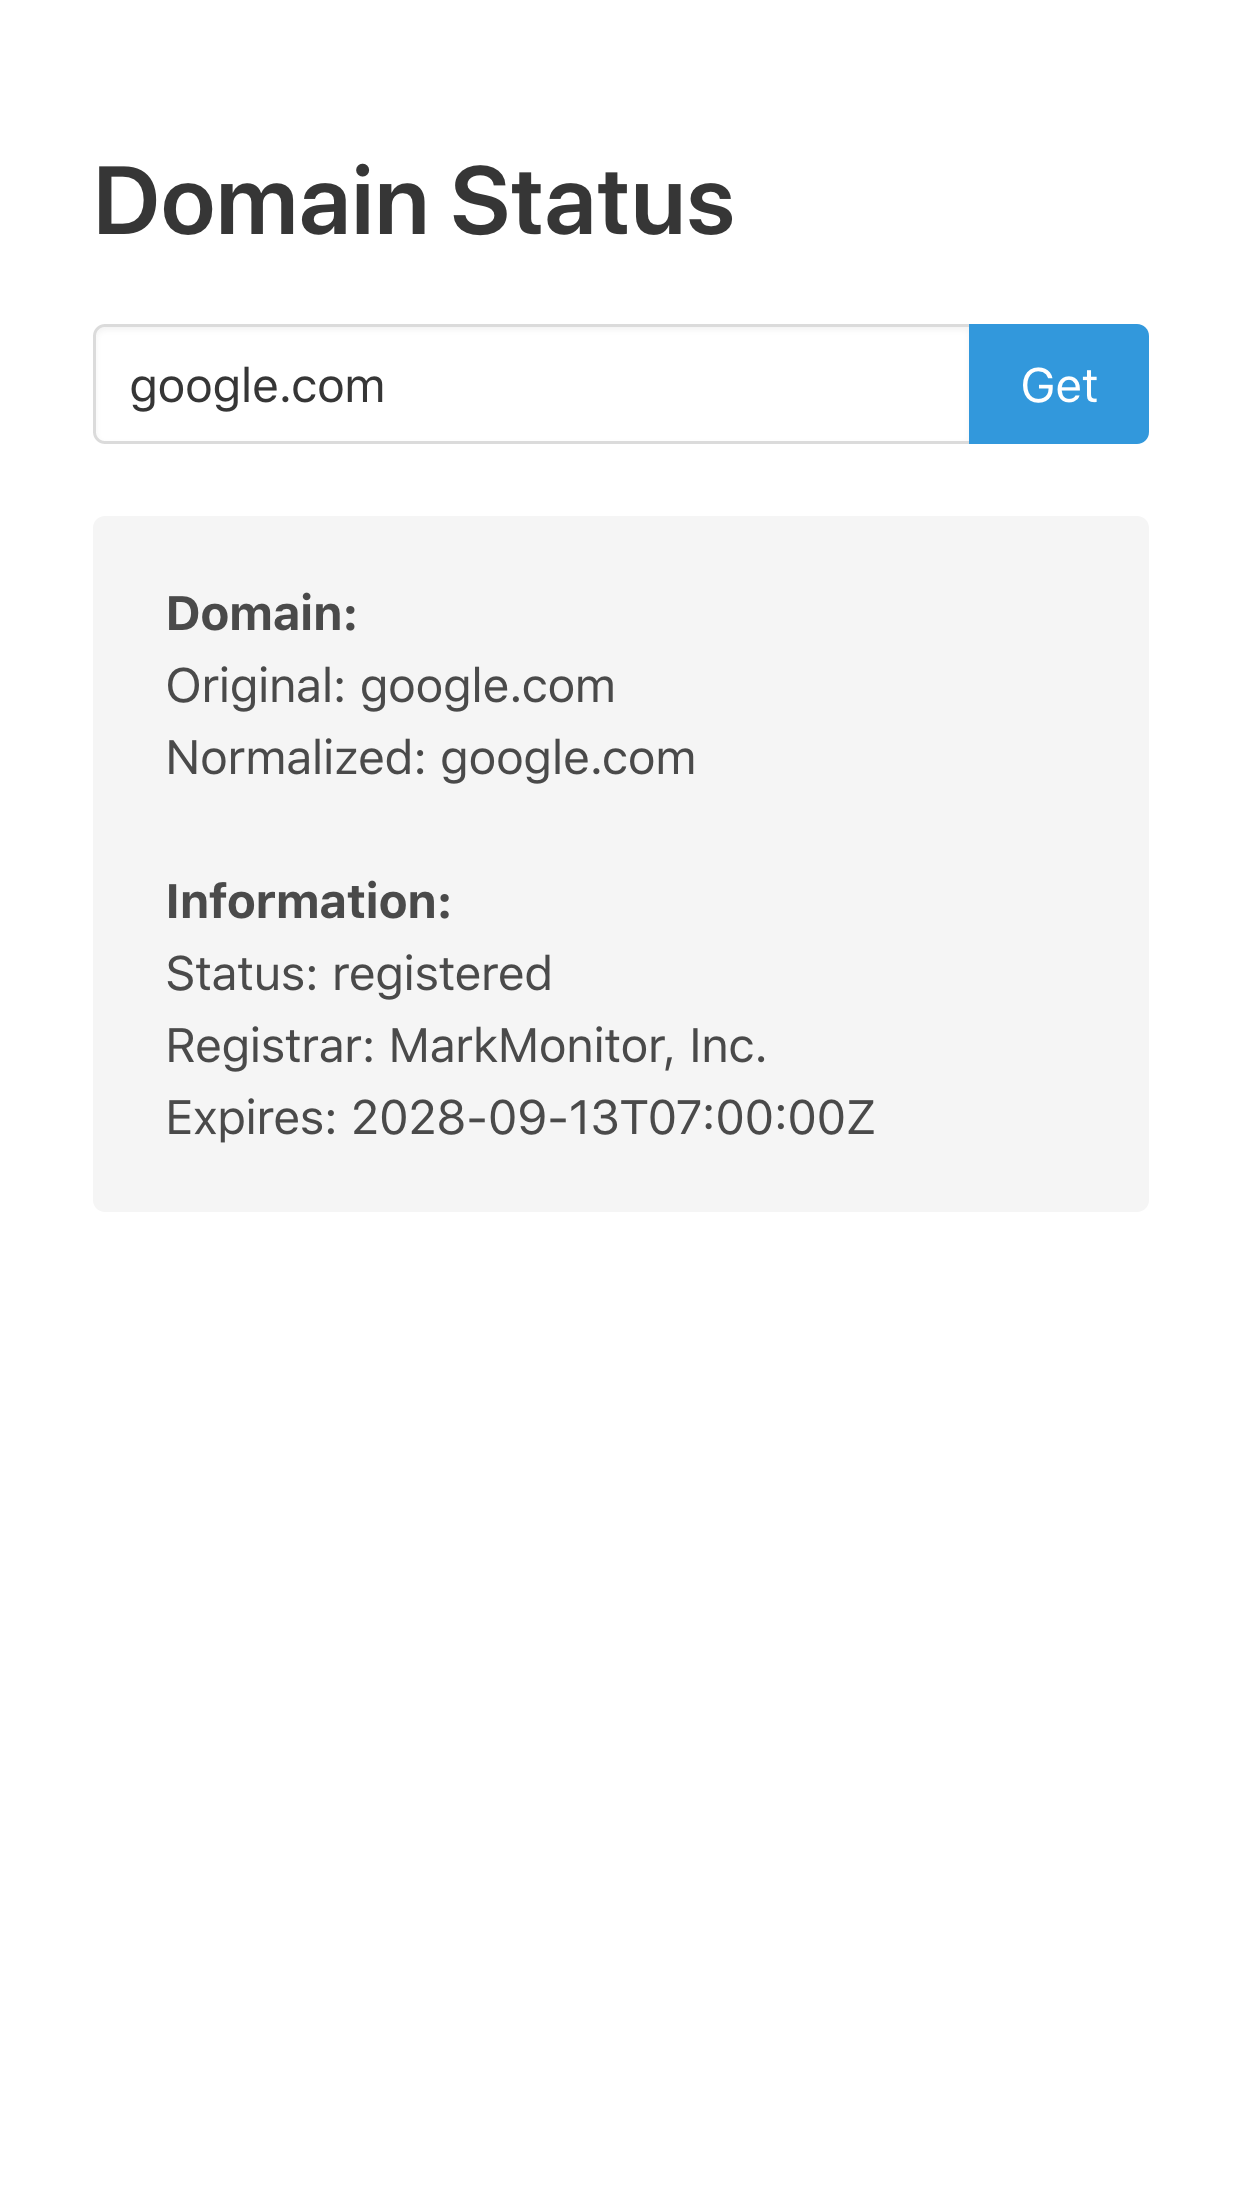 Domain Status
google.com
Get
Domain:
Original: google.com
Normalized: google.com
Information:
Status: registered
Registrar: MarkMonitor, Inc.
Expires: 2028-09-13T07:00:00Z